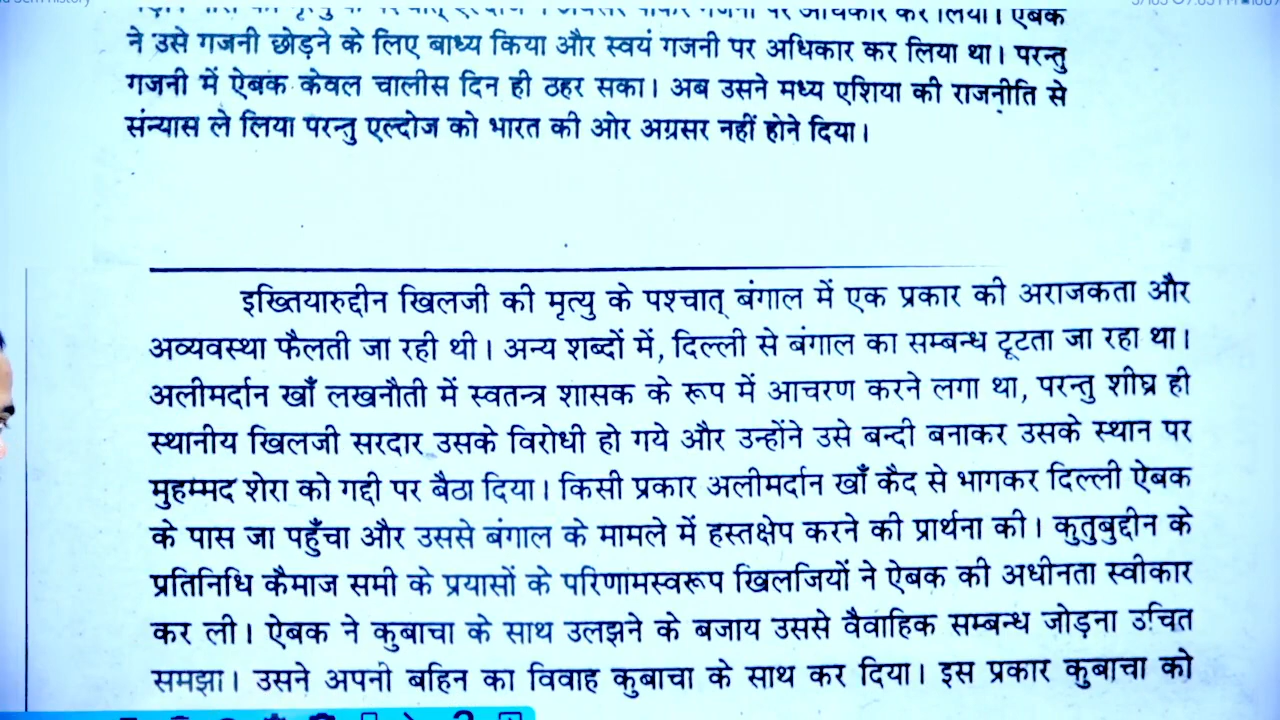 पर अधिकार कर लिया। ऐबक
ने उसे गजनी छोड़ने के लिए बाध्य किया और स्वयं गजनी पर अधिकार कर लिया था। परन्तु
गजनी में ऐबक केवल चालीस दिन ही ठहर सका। अब उसने मध्य एशिया की राजनीति से
संन्यास ले लिया परन्तु एल्दोज को भारत की ओर अग्रसर नहीं होने दिया।
इख्तियारुद्दीन खिलजी की मृत्यु के पश्चात् बंगाल में एक प्रकार की अराजकता और
अव्यवस्था फैलती जा रही थी। अन्य शब्दों में, दिल्ली से बंगाल का सम्बन्ध टूटता जा रहा था।
अलीमर्दान खाँ लखनौती में स्वतन्त्र शासक के रूप में आचरण करने लगा था, परन्तु शीघ्र ही
स्थानीय खिलजी सरदार उसके विरोधी हो गये और उन्होंने उसे बन्दी बनाकर उसके स्थान पर
मुहम्मद शेरा को गद्दी पर बैठा दिया। किसी प्रकार अलीमर्दान खाँ कैद से भागकर दिल्ली ऐबक
के पास जा पहुँचा और उससे बंगाल के मामले में हस्तक्षेप करने की प्रार्थना की। कुतुबुद्दीन के
प्रतिनिधि कैमाज समी के प्रयासों के परिणामस्वरूप खिलजियों ने ऐबक की अधीनता स्वीकार
कर ली। ऐबक ने कुबाचा के साथ उलझने के बजाय उससे वैवाहिक सम्बन्ध जोड़ना उचित
समझा। उसने अपनी बहिन का विवाह कुबाचा के साथ कर दिया। इस प्रकार कुबाचा को